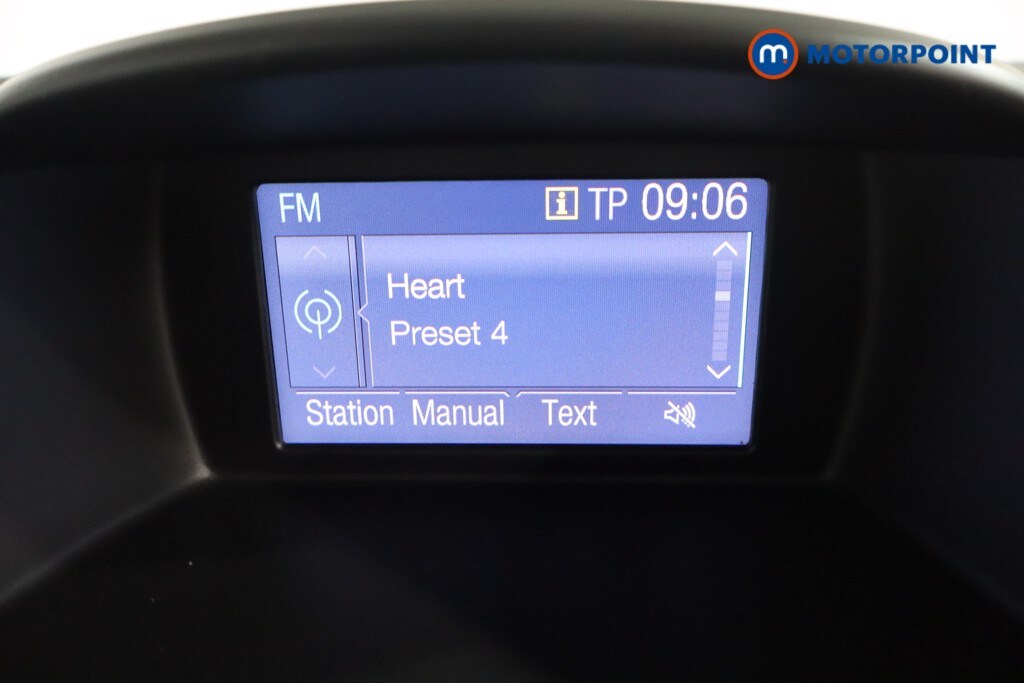 MOTORPOINT
FM i TP 09:06
Heart
Preset 4
Station Manual Text